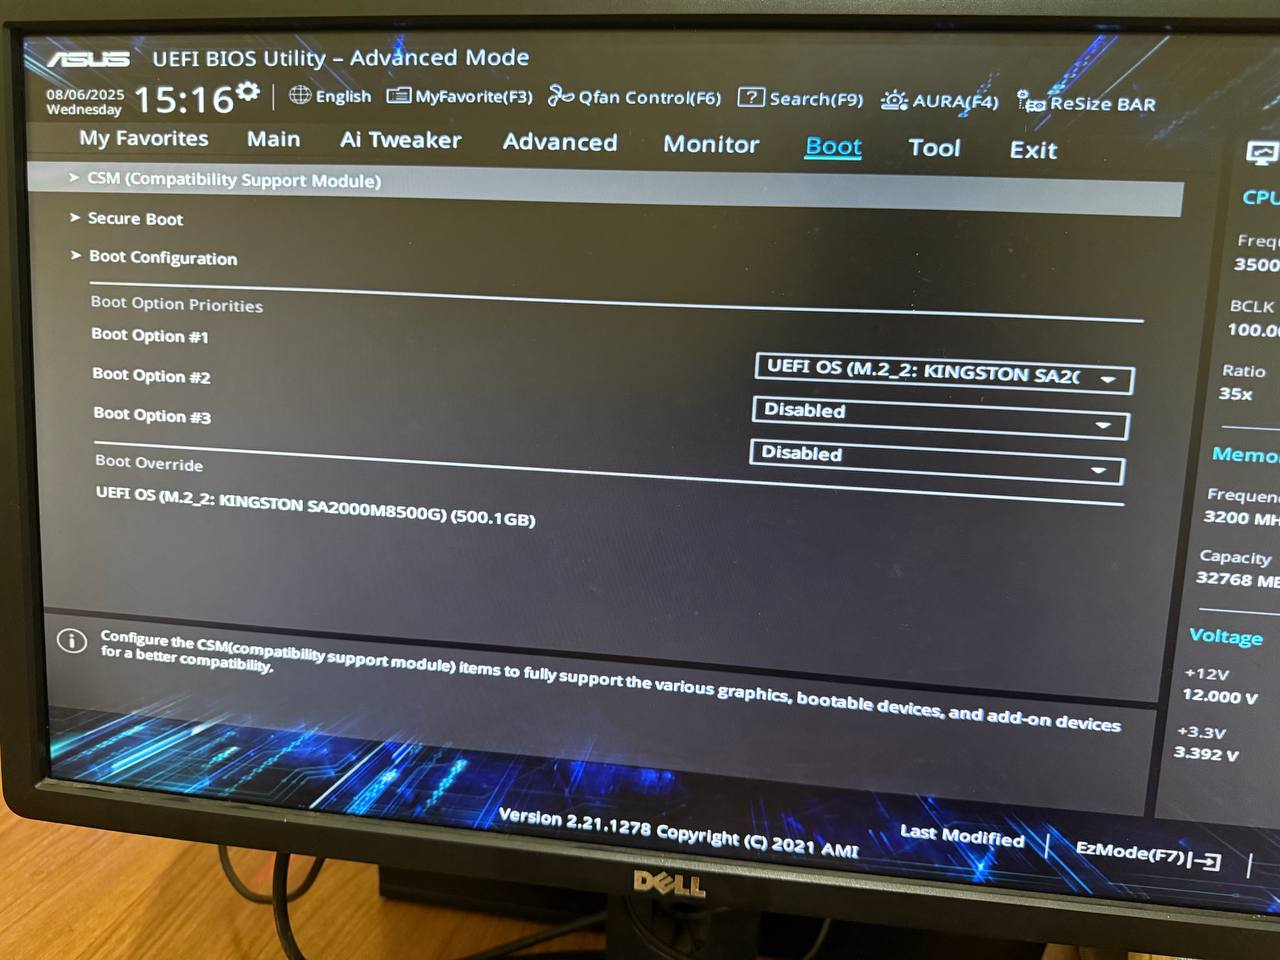 ASUS UEFI BIOS Utility – Advanced Mode
08/06/2025
Wednesday
15:16
English MyFavorite(F3) Qfan Control(F6) ? Search(F9) AURA(F4) ReSize BAR
My Favorites Main Ai Tweaker Advanced Monitor Boot Tool Exit
> CSM (Compatibility Support Module)
> Secure Boot
> Boot Configuration
Boot Option Priorities
Boot Option #1
UEFI OS (M.2_2: KINGSTON SA2(
Boot Option #2
Disabled
Boot Option #3
Disabled
Boot Override
UEFI OS (M.2_2: KINGSTON SA2000M8500G) (500.1GB)
i
Configure the CSM(compatibility support module) items to fully support the various graphics, bootable devices, and add-on devices
for a better compatibility.
CPU
Frequ
3500
BCLK
100.00
Ratio
35x
Memo
Frequen
3200 MH
Capacity
32768 MB
Voltage
+12V
12.000 V
+3.3V
3.392 V
Version 2.21.1278 Copyright (C) 2021 AMI
Last Modified
EzMode(F7)
DELL